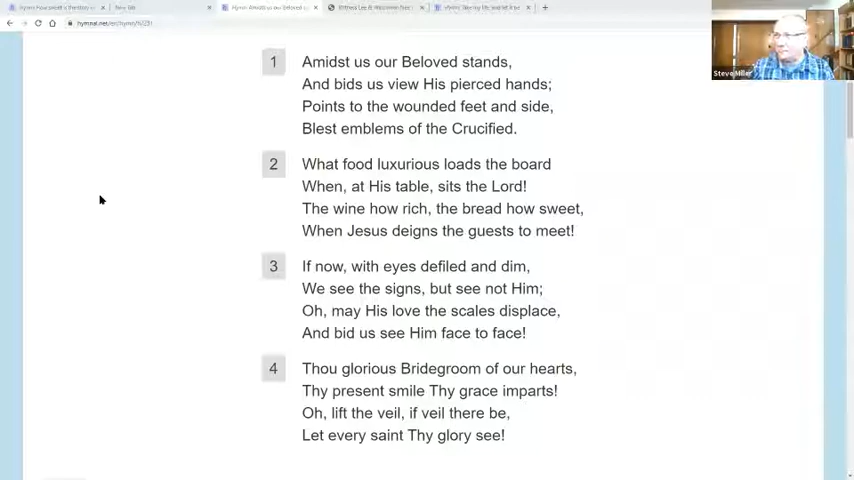 hymnal.net/en/hymn/h/231
Steve Miller
1
Amidst us our Beloved stands,
And bids us view His pierced hands;
Points to the wounded feet and side,
Blest emblems of the Crucified.
2
What food luxurious loads the board
When, at His table, sits the Lord!
The wine how rich, the bread how sweet,
When Jesus deigns the guests to meet!
3
If now, with eyes defiled and dim,
We see the signs, but see not Him;
Oh, may His love the scales displace,
And bid us see Him face to face!
4
Thou glorious Bridegroom of our hearts,
Thy present smile Thy grace imparts!
Oh, lift the veil, if veil there be,
Let every saint Thy glory see!